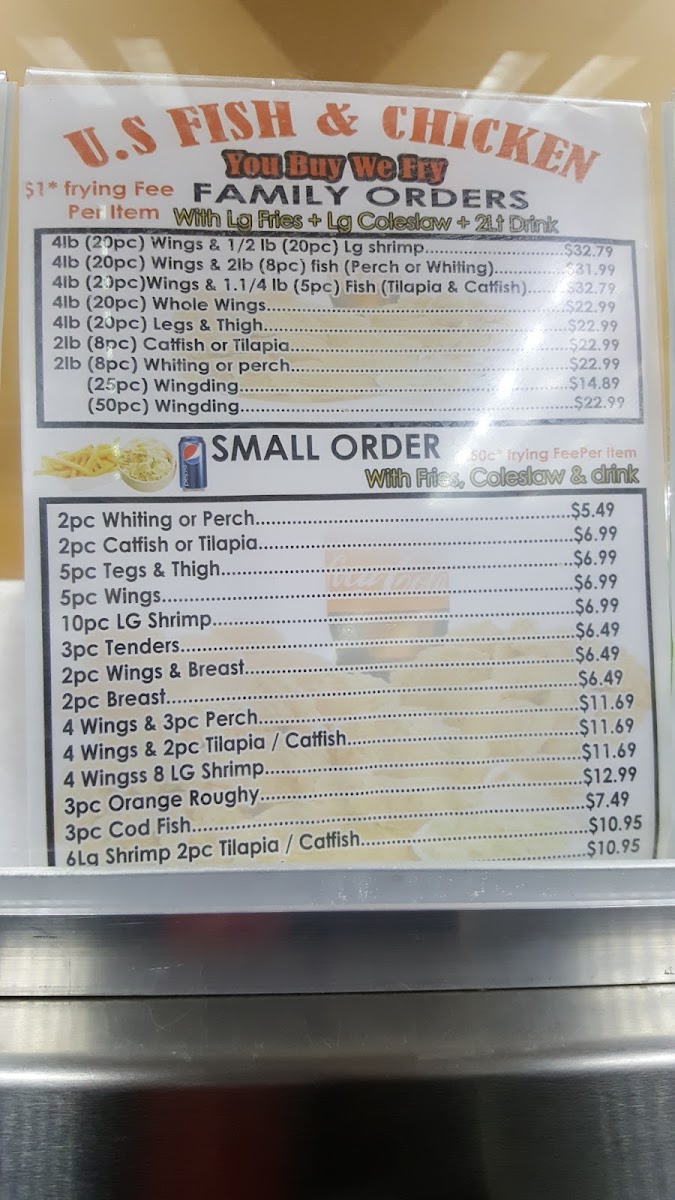 U.S FISH & CHICKEN
You Buy We Fry
$1* frying Fee Per Item
FAMILY ORDERS
With Lg Fries + Lg Coleslaw + 2Lt Drink
4lb (20pc) Wings & 1/2 lb (20pc) Lg shrimp...................$32.79
4lb (20pc) Wings & 2lb (8pc) fish (Perch or Whiting)..........$31.99
4lb (20pc)Wings & 1.1/4 lb (5pc) Fish (Tilapia & Catfish)......$32.79
4lb (20pc) Whole Wings...................$22.99
4lb (20pc) Legs & Thigh...................$22.99
2lb (8pc) Catfish or Tilapia...................$22.99
2lb (8pc) Whiting or perch...................$22.99
(25pc) Wingding...................$14.89
(50pc) Wingding...................$22.99
SMALL ORDER
50c* frying FeePer Item
With Fries, Coleslaw & drink
pepsi
2pc Whiting or Perch...................$5.49
2pc Catfish or Tilapia...................$6.99
5pc Tegs & Thigh...................$6.99
5pc Wings...................$6.99
10pc LG Shrimp...................$6.99
3pc Tenders...................$6.49
2pc Wings & Breast...................$6.49
2pc Breast...................$6.49
4 Wings & 3pc Perch...................$11.69
4 Wings & 2pc Tilapia / Catfish...................$11.69
4 Wingss 8 LG Shrimp...................$11.69
3pc Orange Roughy...................$12.99
3pc Cod Fish...................$7.49
6Lg Shrimp 2pc Tilapia / Catfish...................$10.95
$10.95